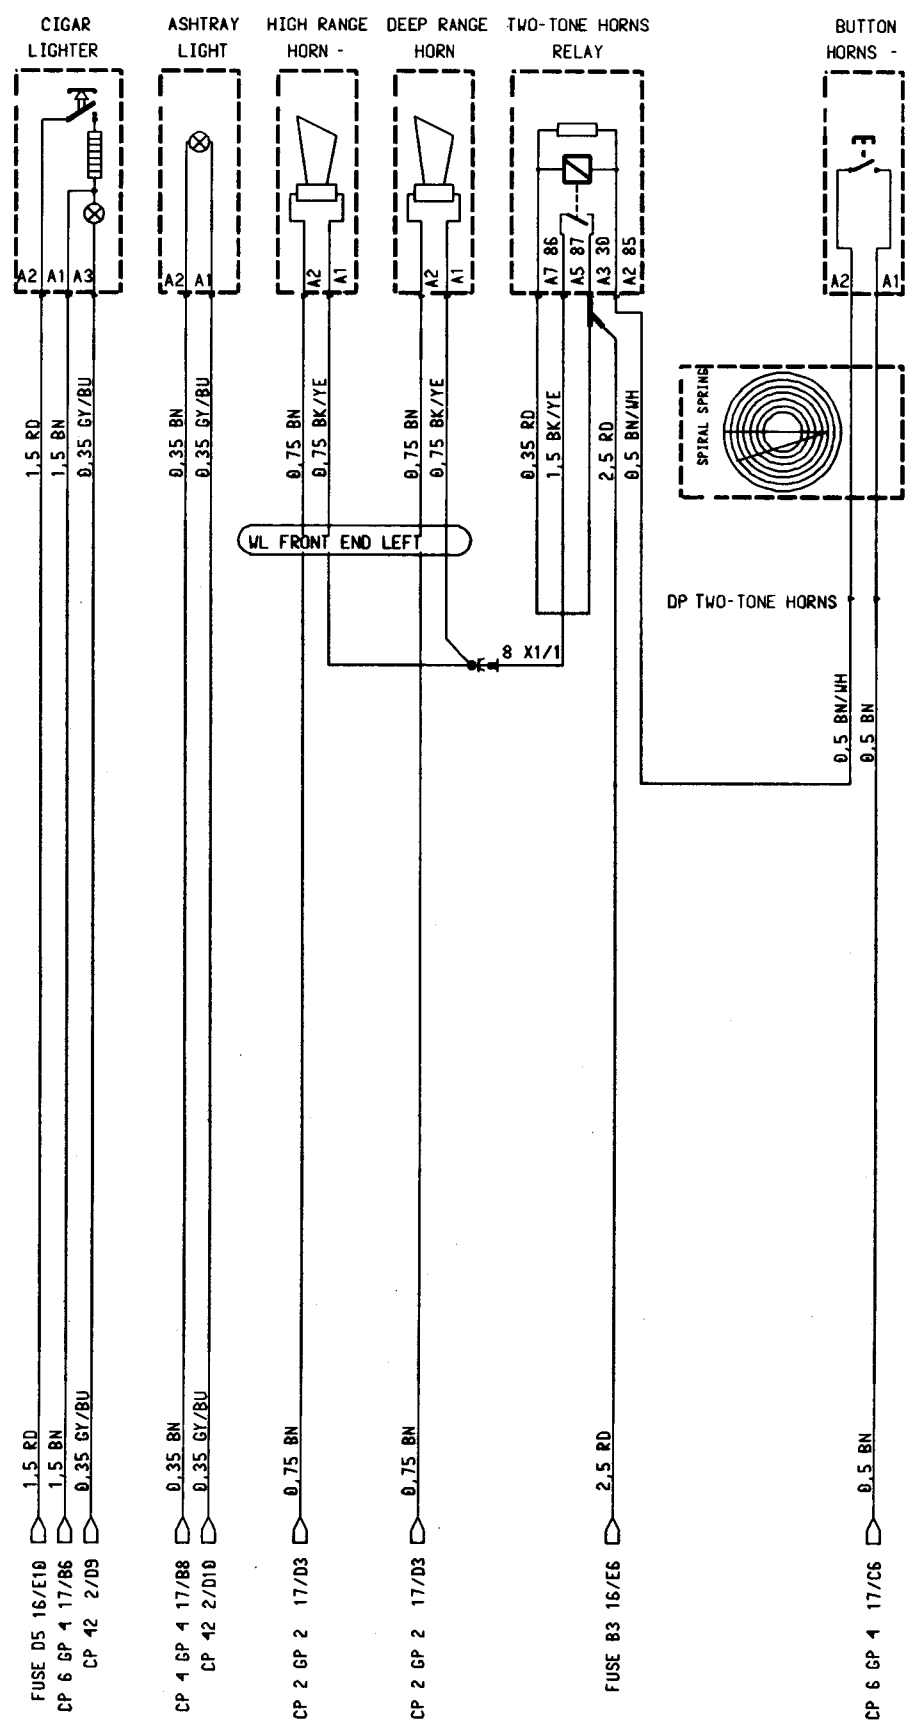 CIGAR
LIGHTER
ASHTRAY
LIGHT
HIGH RANGE
HORN -
DEEP RANGE
HORN
TWO-TONE HORNS
RELAY
BUTTON
HORNS -
A2 A1 A3
A2 A1
A2 A1
A2 A1
A7 86
A5 87
A3 30
A2 85
A2 A1
1,5 RD
1,5 BN
0,35 GY/BU
0,35 BN
0,35 GY/BU
0,75 BN
0,75 BK/YE
0,75 BN
0,75 BK/YE
0,35 RD
1,5 BK/YE
2,5 RD
0,5 BN/WH
SPIRAL SPRING
WL FRONT END LEFT
DP TWO-TONE HORNS
8 X1/1
0,5 BN/WH
0,5 BN
1,5 RD
1,5 BN
0,35 GY/BU
0,35 BN
0,35 GY/BU
0,75 BN
0,75 BN
2,5 RD
0,5 BN
FUSE D5 16/E10
CP 6 GP 4 17/B6
CP 42 2/D9
CP 4 GP 4 17/B8
CP 42 2/D10
CP 2 GP 2 17/D3
CP 2 GP 2 17/D3
FUSE B3 16/E6
CP 6 GP 4 17/C6